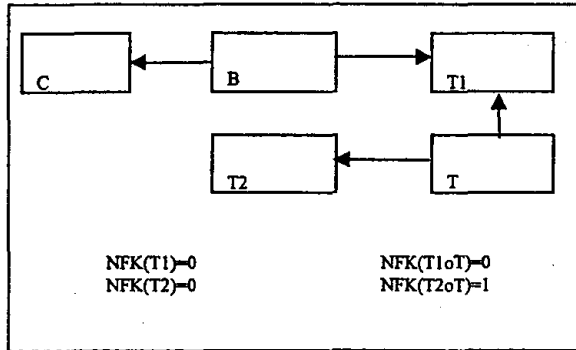 C B T1
T2 T
NFK(T1)=0 NFK(T1oT)=0
NFK(T2)=0 NFK(T2oT)=1